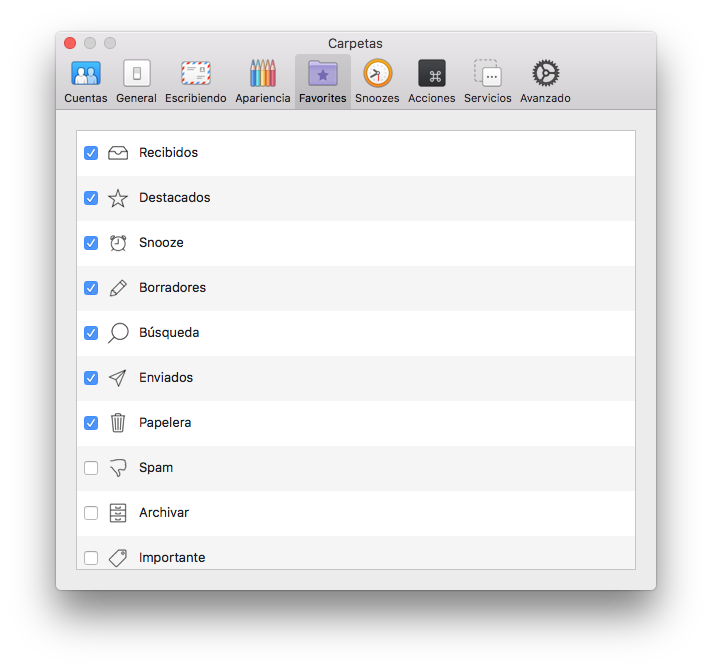 Carpetas
Cuentas General Escribiendo Apariencia Favorites Snoozes Acciones Servicios Avanzado
Recibidos
Destacados
Snooze
Borradores
Búsqueda
Enviados
Papelera
Spam
Archivar
Importante